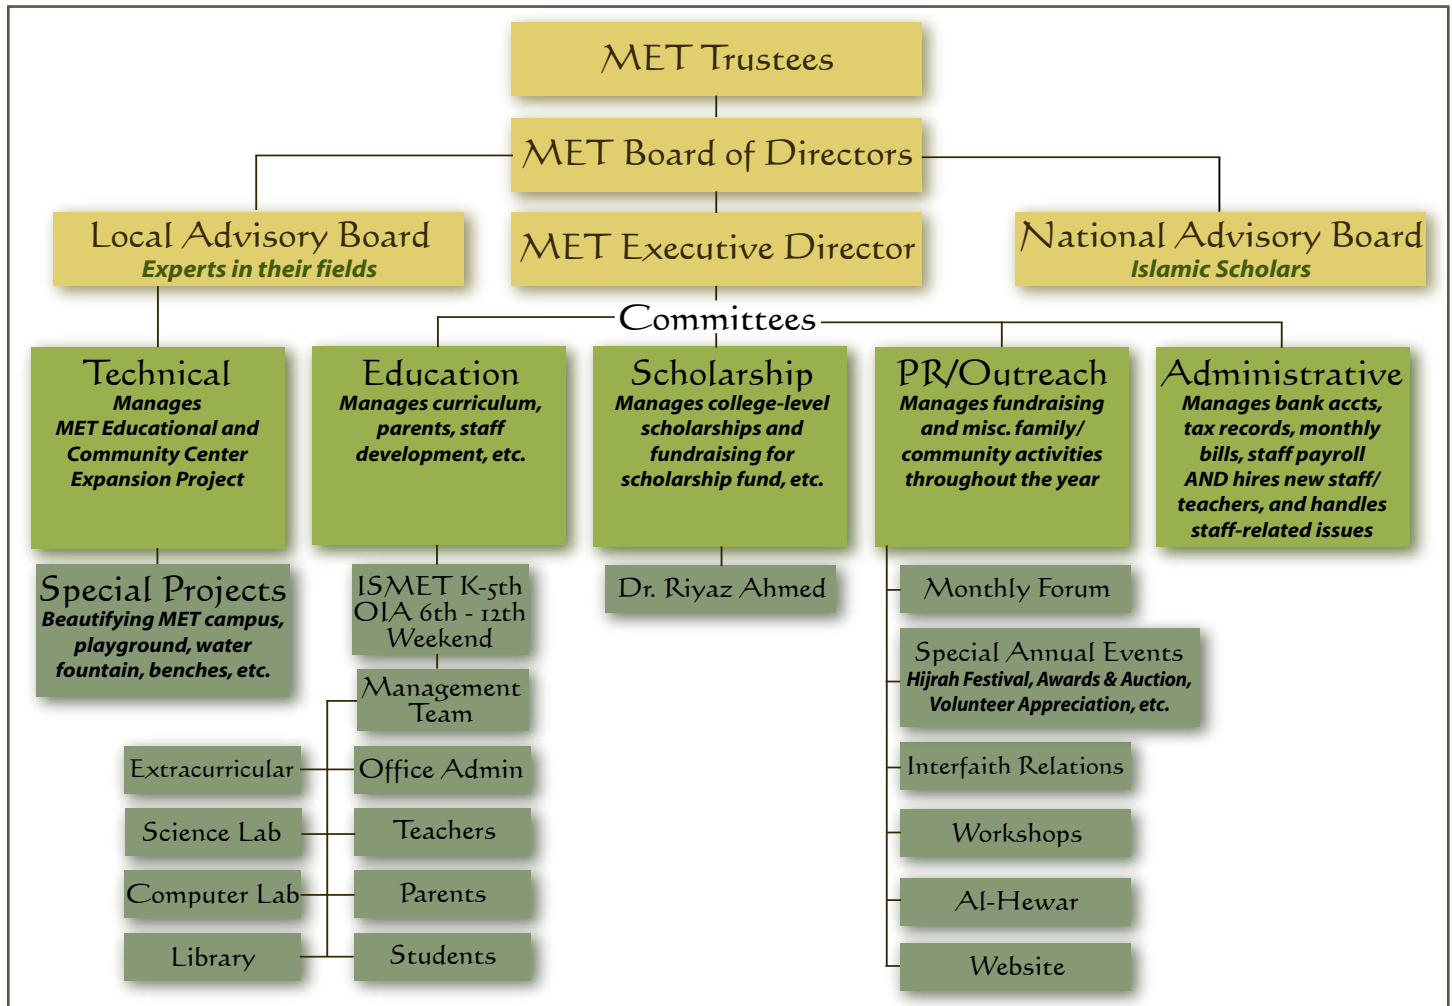 MET Trustees
MET Board of Directors
Local Advisory Board
Experts in their fields
MET Executive Director
National Advisory Board
Islamic Scholars
Committees
Technical
Manages
MET Educational and
Community Center
Expansion Project
Education
Manages curriculum,
parents, staff
development, etc.
Scholarship
Manages college-level
scholarships and
fundraising for
scholarship fund, etc.
PR/Outreach
Manages fundraising
and misc. family/
community activities
throughout the year
Administrative
Manages bank accts,
tax records, monthly
bills, staff payroll
AND hires new staff/
teachers, and handles
staff-related issues
Special Projects
Beautifying MET campus,
playground, water
fountain, benches, etc.
ISMET K-5th
OIA 6th - 12th
Weekend
Management
Team
Extracurricular
Office Admin
Science Lab
Teachers
Computer Lab
Parents
Library
Students
Dr. Riyaz Ahmed
Monthly Forum
Special Annual Events
Hijrah Festival, Awards & Auction,
Volunteer Appreciation, etc.
Interfaith Relations
Workshops
Al-Hewar
Website